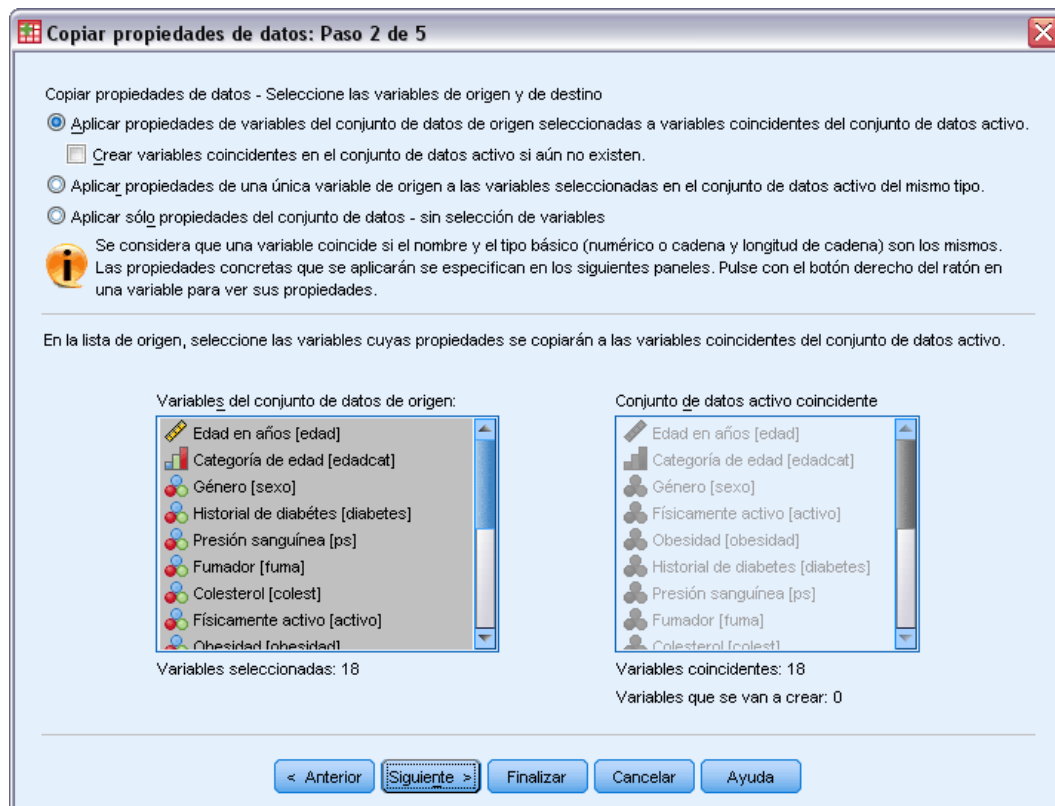 Copiar propiedades de datos: Paso 2 de 5
Copiar propiedades de datos - Seleccione las variables de origen y de destino
Aplicar propiedades de variables del conjunto de datos de origen seleccionadas a variables coincidentes del conjunto de datos activo.
Crear variables coincidentes en el conjunto de datos activo si aún no existen.
Aplicar propiedades de una única variable de origen a las variables seleccionadas en el conjunto de datos activo del mismo tipo.
Aplicar sólo propiedades del conjunto de datos - sin selección de variables
Se considera que una variable coincide si el nombre y el tipo básico (numérico o cadena y longitud de cadena) son los mismos.
Las propiedades concretas que se aplicarán se especifican en los siguientes paneles. Pulse con el botón derecho del ratón en
una variable para ver sus propiedades.
En la lista de origen, seleccione las variables cuyas propiedades se copiarán a las variables coincidentes del conjunto de datos activo.
Variables del conjunto de datos de origen:
Edad en años [edad]
Categoría de edad [edadcat]
Género [sexo]
Historial de diabétes [diabetes]
Presión sanguínea [ps]
Fumador [fuma]
Colesterol [colest]
Físicamente activo [activo]
Obesidad [obesidad]
Variables seleccionadas: 18
Conjunto de datos activo coincidente
Edad en años [edad]
Categoría de edad [edadcat]
Género [sexo]
Físicamente activo [activo]
Obesidad [obesidad]
Historial de diabetes [diabetes]
Presión sanguínea [ps]
Fumador [fuma]
Colesterol [colest]
Variables coincidentes: 18
Variables que se van a crear: 0
< Anterior
Siguiente >
Finalizar
Cancelar
Ayuda